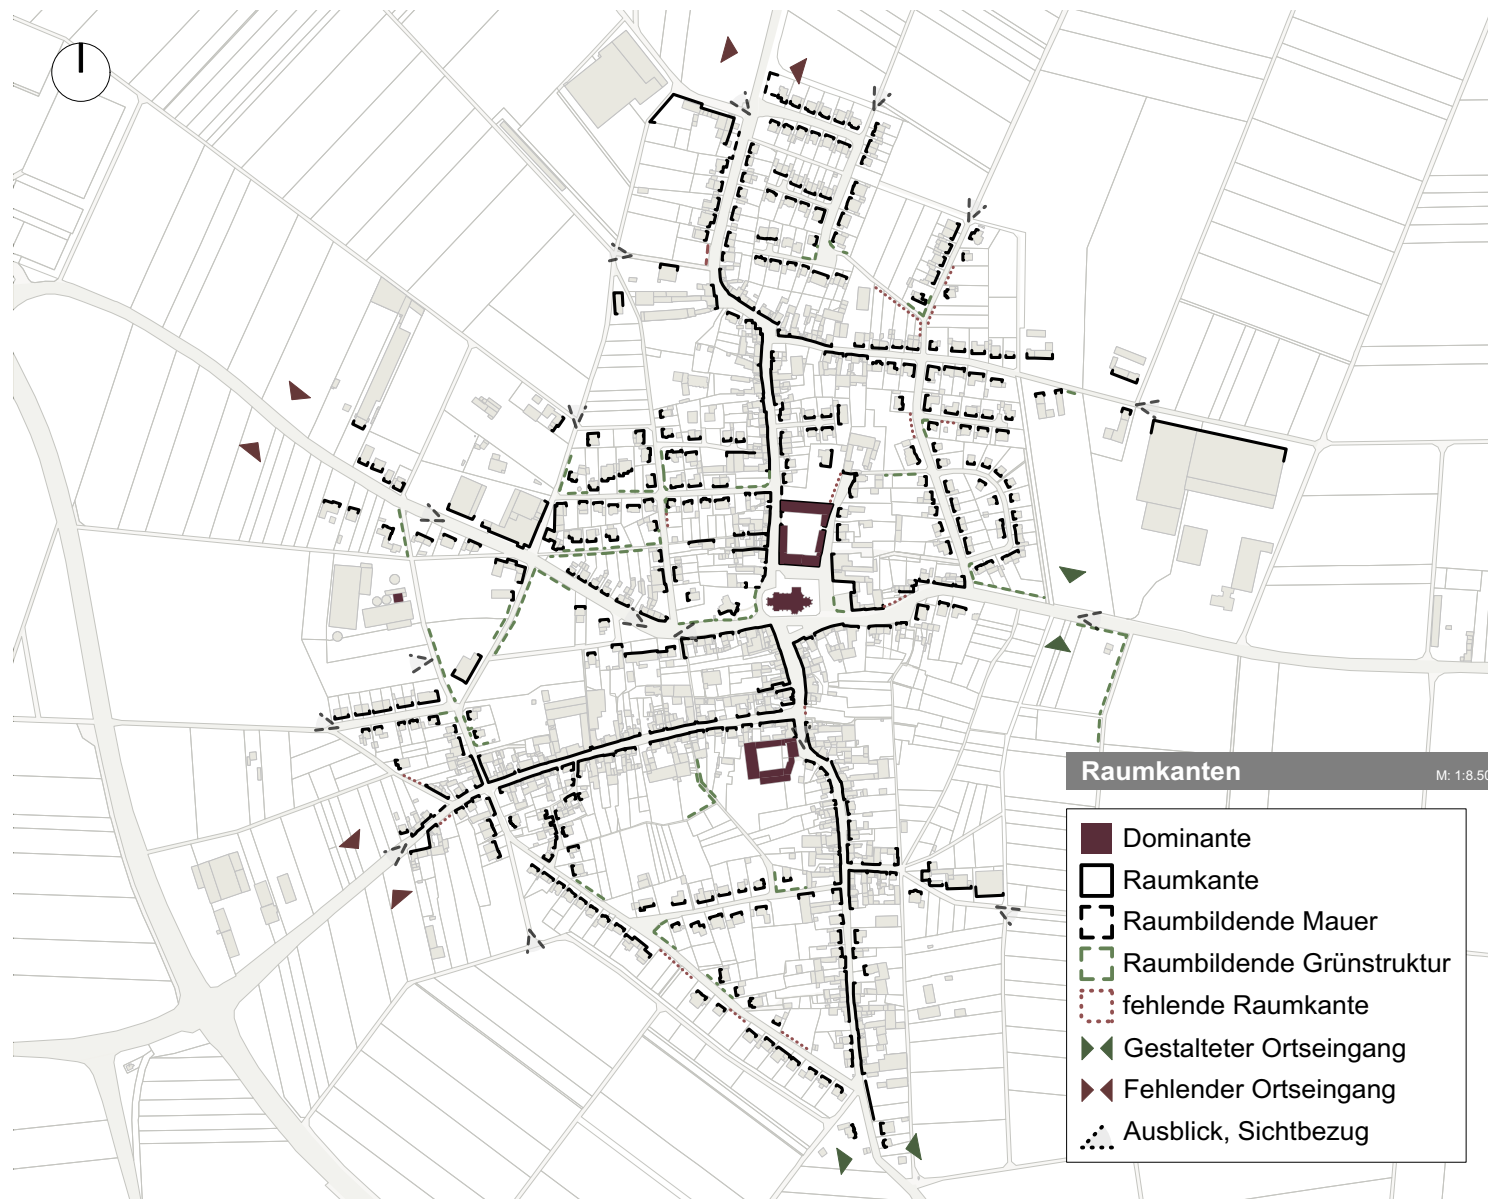 Raumkanten
M: 1:8.50
Dominante
Raumkante
Raumbildende Mauer
Raumbildende Grünstruktur
fehlende Raumkante
Gestalteter Ortseingang
Fehlender Ortseingang
Ausblick, Sichtbezug